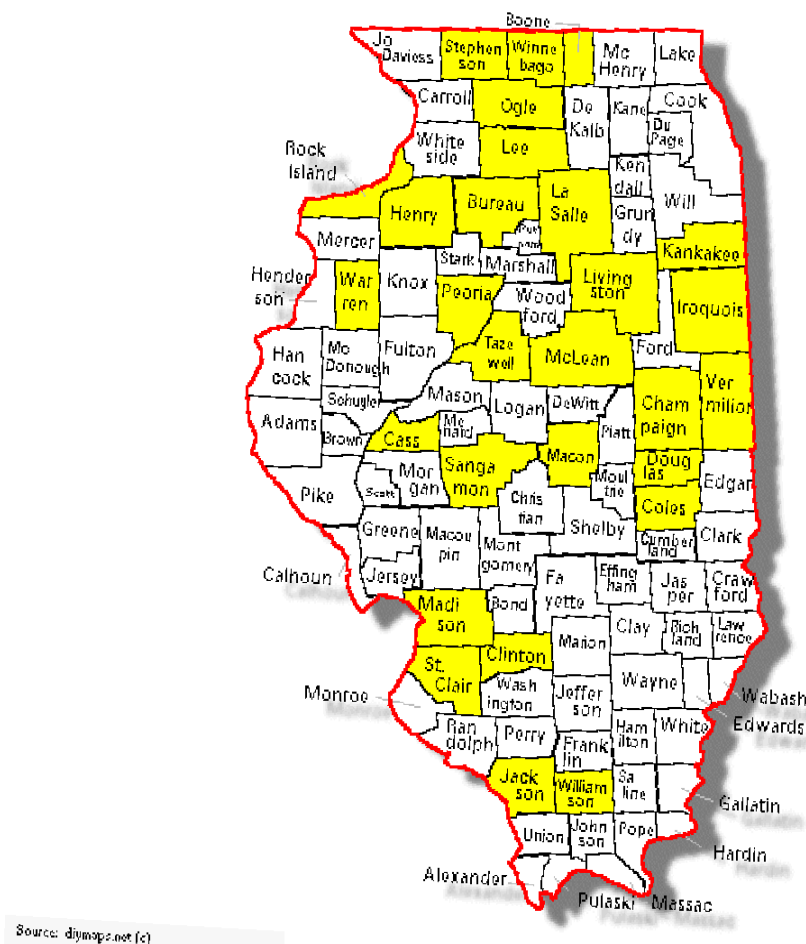 Boone
Jo
Daviess
Stephen
son
Winne
bago
Mc
Henry
Lake
Carroll
Ogle
De
Kalb
Kane
Cook
Du
Page
White
side
Lee
Rock
Island
Ken
dall
Will
Henry
Bureau
La
Salle
Grun
dy
Mercer
Kankakee
Stark
Marshall
Hender
son
War
ren
Knox
Peoria
Wood
ford
Living
ston
Iroquois
Han
cock
Mc
Donough
Fulton
Taze
well
McLean
Ford
Ver
milion
Mason
Logan
DeWitt
Cham
paign
Adams
Schuyler
Brown
Cass
Me
nard
Piatt
Macon
Sanga
mon
Doug
las
Edgar
Pike
Scott
Mor
gan
Chris
tian
Moul
trie
Coles
Greene
Macou
pin
Mont
gomery
Shelby
Cumber
land
Clark
Calhoun
Jersey
Fa
yette
Effing
ham
Jas
per
Craw
ford
Madi
son
Bond
Clay
Rich
land
Law
rence
Marion
Clinton
St.
Clair
Wash
ington
Jeffer
son
Wayne
Wabash
Monroe
Edwards
Ran
dolph
Perry
Frank
lin
Ham
ilton
White
Jack
son
William
son
Sa
line
Gallatin
Union
John
son
Pope
Hardin
Alexander
Pulaski
Massac
Source: diymaps.net (c)